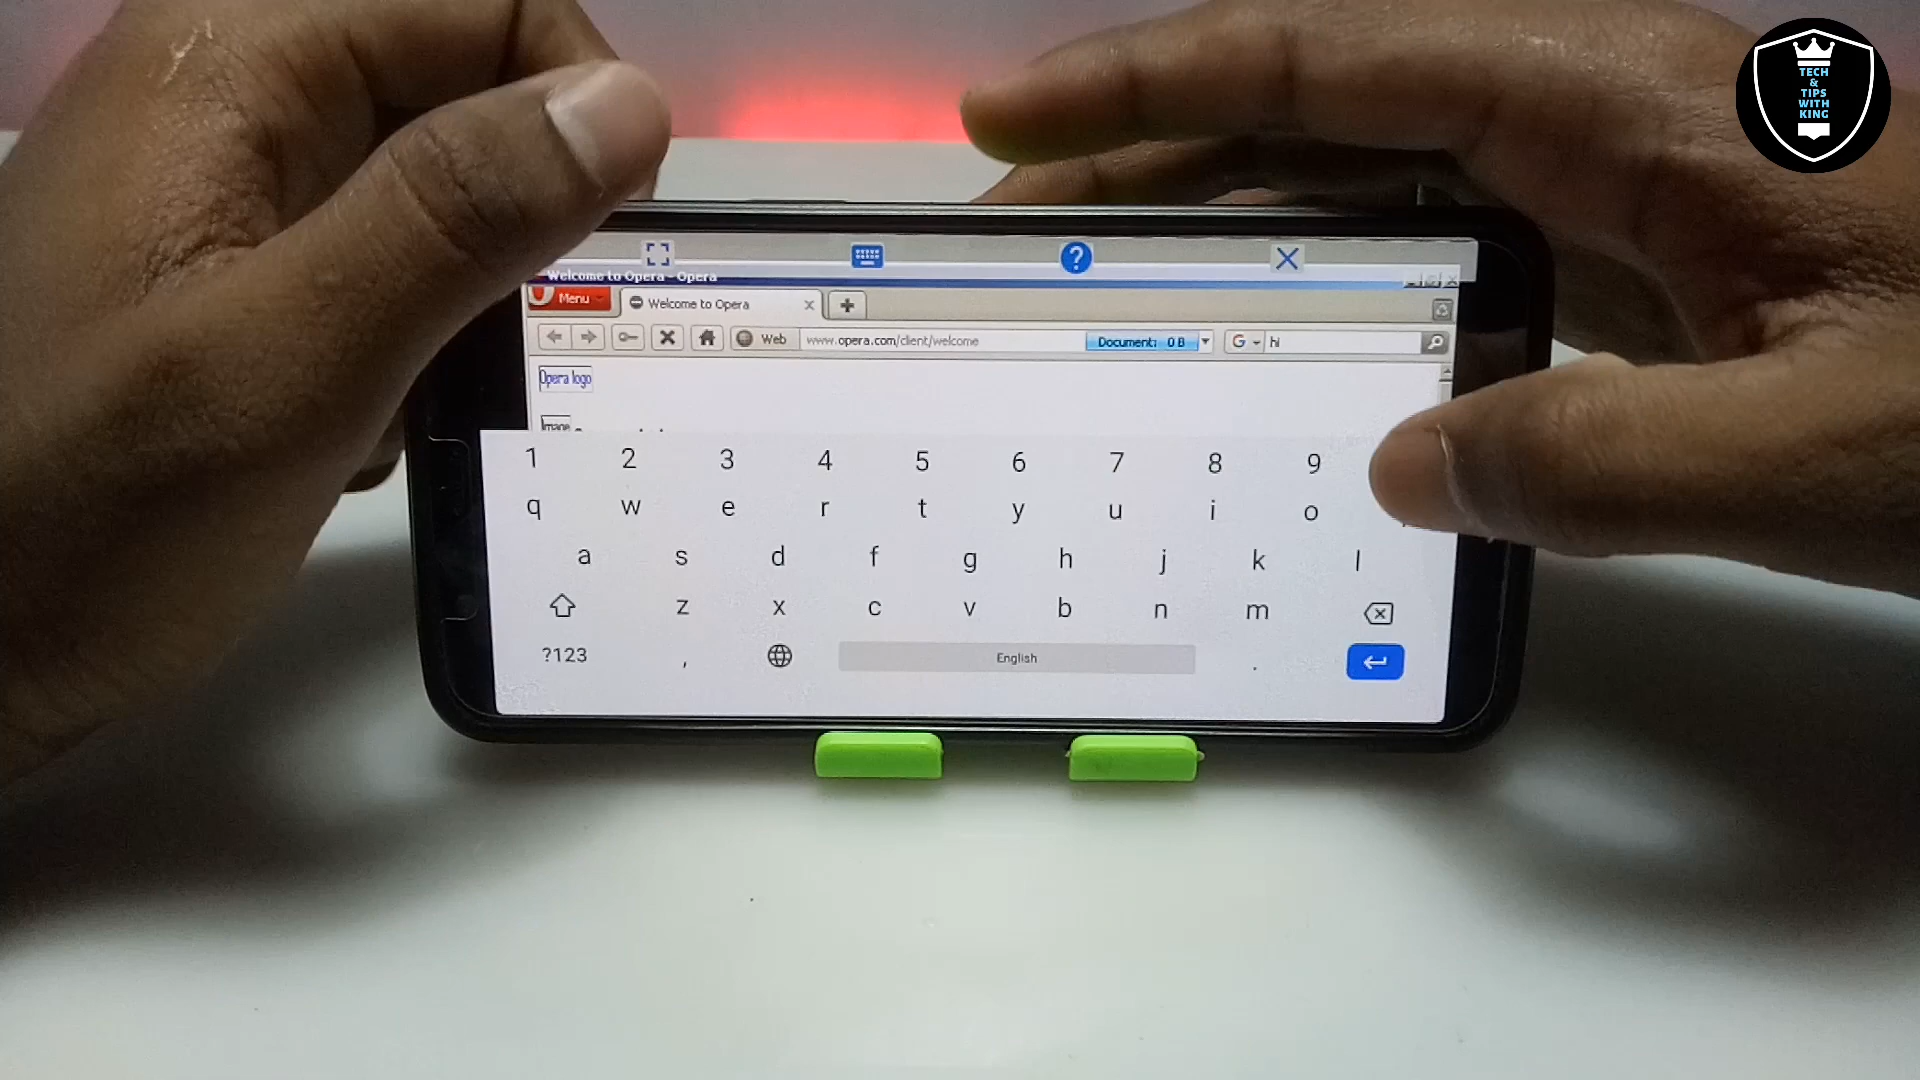 TECH
&
TIPS
WITH
KING
Welcome to Opera - Opera
Menu
Welcome to Opera
Web
www.opera.com/client/welcome
Document: 0 B
G
hi
Opera logo
Image
1 2 3 4 5 6 7 8 9
q w e r t y u i o
a s d f g h j k l
z x c v b n m
?123 , English .